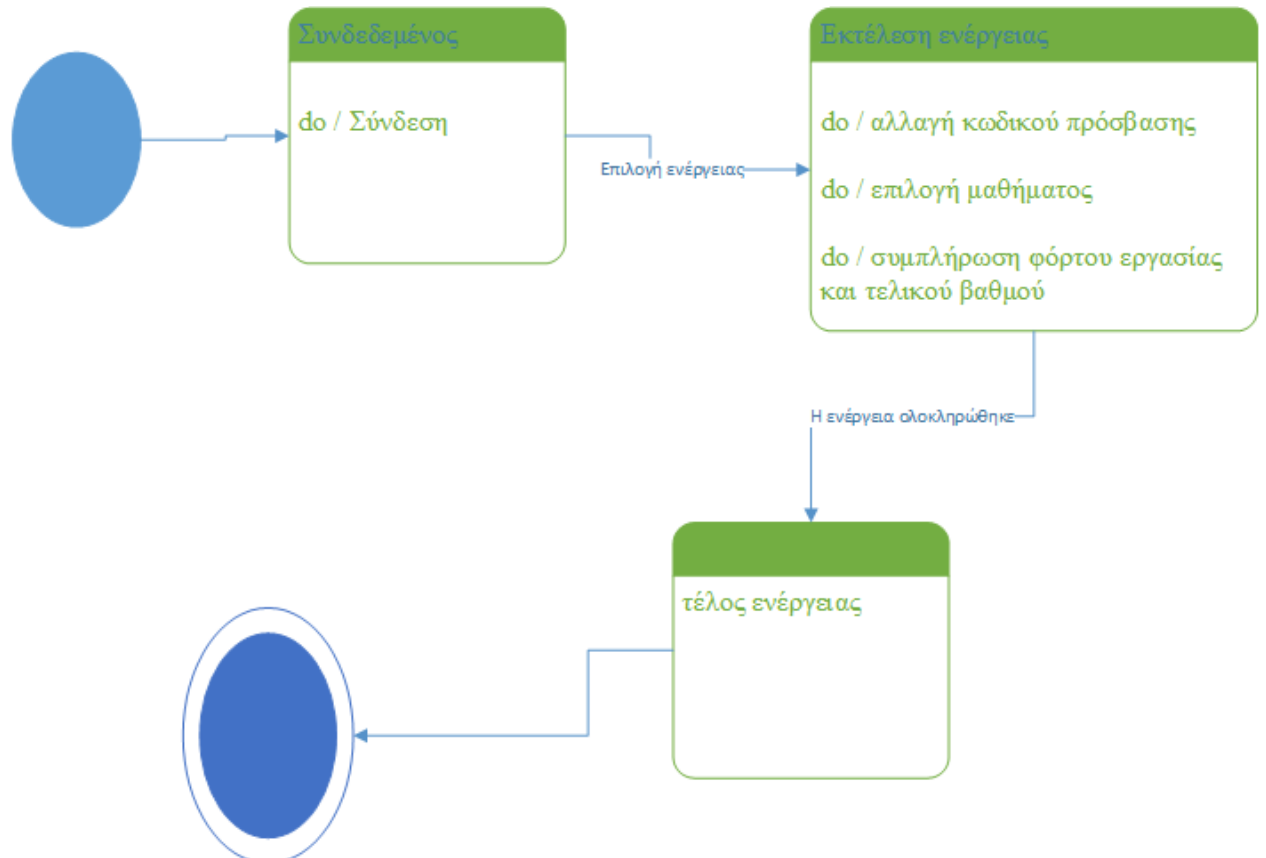 Συνδεδεμένος
do / Σύνδεση
Επιλογή ενέργειας
Εκτέλεση ενέργειας
do / αλλαγή κωδικού πρόσβασης
do / επιλογή μαθήματος
do / συμπλήρωση φόρτου εργασίας
και τελικού βαθμού
Η ενέργεια ολοκληρώθηκε
τέλος ενέργειας